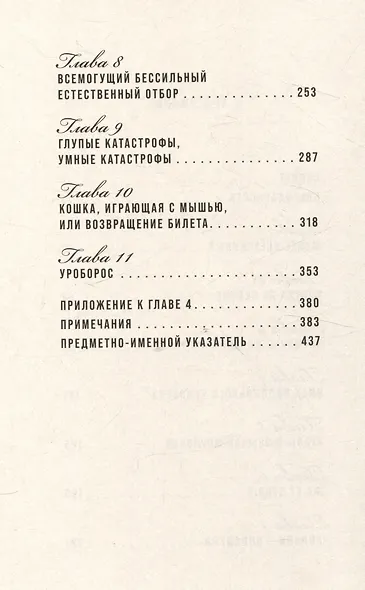 Глава 8
ВСЕМОГУЩИЙ БЕССИЛЬНЫЙ
ЕСТЕСТВЕННЫЙ ОТБОР . . . . . . . . . . . . . . 253
Глава 9
ГЛУПЫЕ КАТАСТРОФЫ,
УМНЫЕ КАТАСТРОФЫ . . . . . . . . . . . . . . . 287
Глава 10
КОШКА, ИГРАЮЩАЯ С МЫШЬЮ,
ИЛИ ВОЗВРАЩЕНИЕ БИЛЕТА. . . . . . . . . . . 318
Глава 11
УРОБОРОС . . . . . . . . . . . . . . . . . . . . . . . 353
ПРИЛОЖЕНИЕ К ГЛАВЕ 4. . . . . . . . . . . . . 380
ПРИМЕЧАНИЯ . . . . . . . . . . . . . . . . . . . . 383
ПРЕДМЕТНО-ИМЕННОЙ УКАЗАТЕЛЬ . . . . . . 437